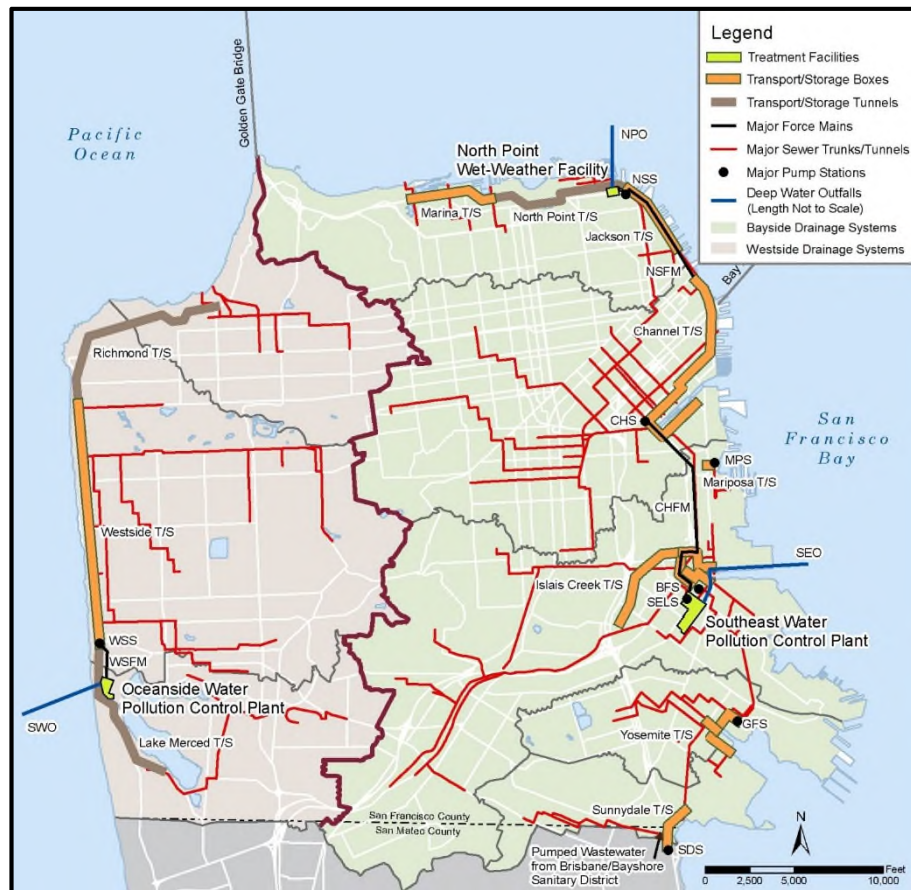 Legend
Treatment Facilities
Transport/Storage Boxes
Transport/Storage Tunnels
Major Force Mains
Major Sewer Trunks/Tunnels
Major Pump Stations
Deep Water Outfalls
(Length Not to Scale)
Bayside Drainage Systems
Westside Drainage Systems
Golden Gate Bridge
Pacific
Ocean
NPO
North Point
Wet-Weather Facility
NSS
Marina T/S
North Point T/S
Jackson T/S
NSFM
Bay
Richmond T/S
Channel T/S
CHS
San
Francisco
Bay
MPS
Mariposa T/S
CHFM
Westside T/S
SEO
Islais Creek T/S
BFS
SELS
Southeast Water
Pollution Control Plant
WSS
WSFM
Oceanside Water
Pollution Control Plant
SWO
Lake Merced T/S
Yosemite T/S
GFS
Sunnydale T/S
San Francisco County
San Mateo County
Pumped Wastewater
from Brisbane/Bayshore
Sanitary District
SDS
N
Feet
0 2,500 5,000 10,000